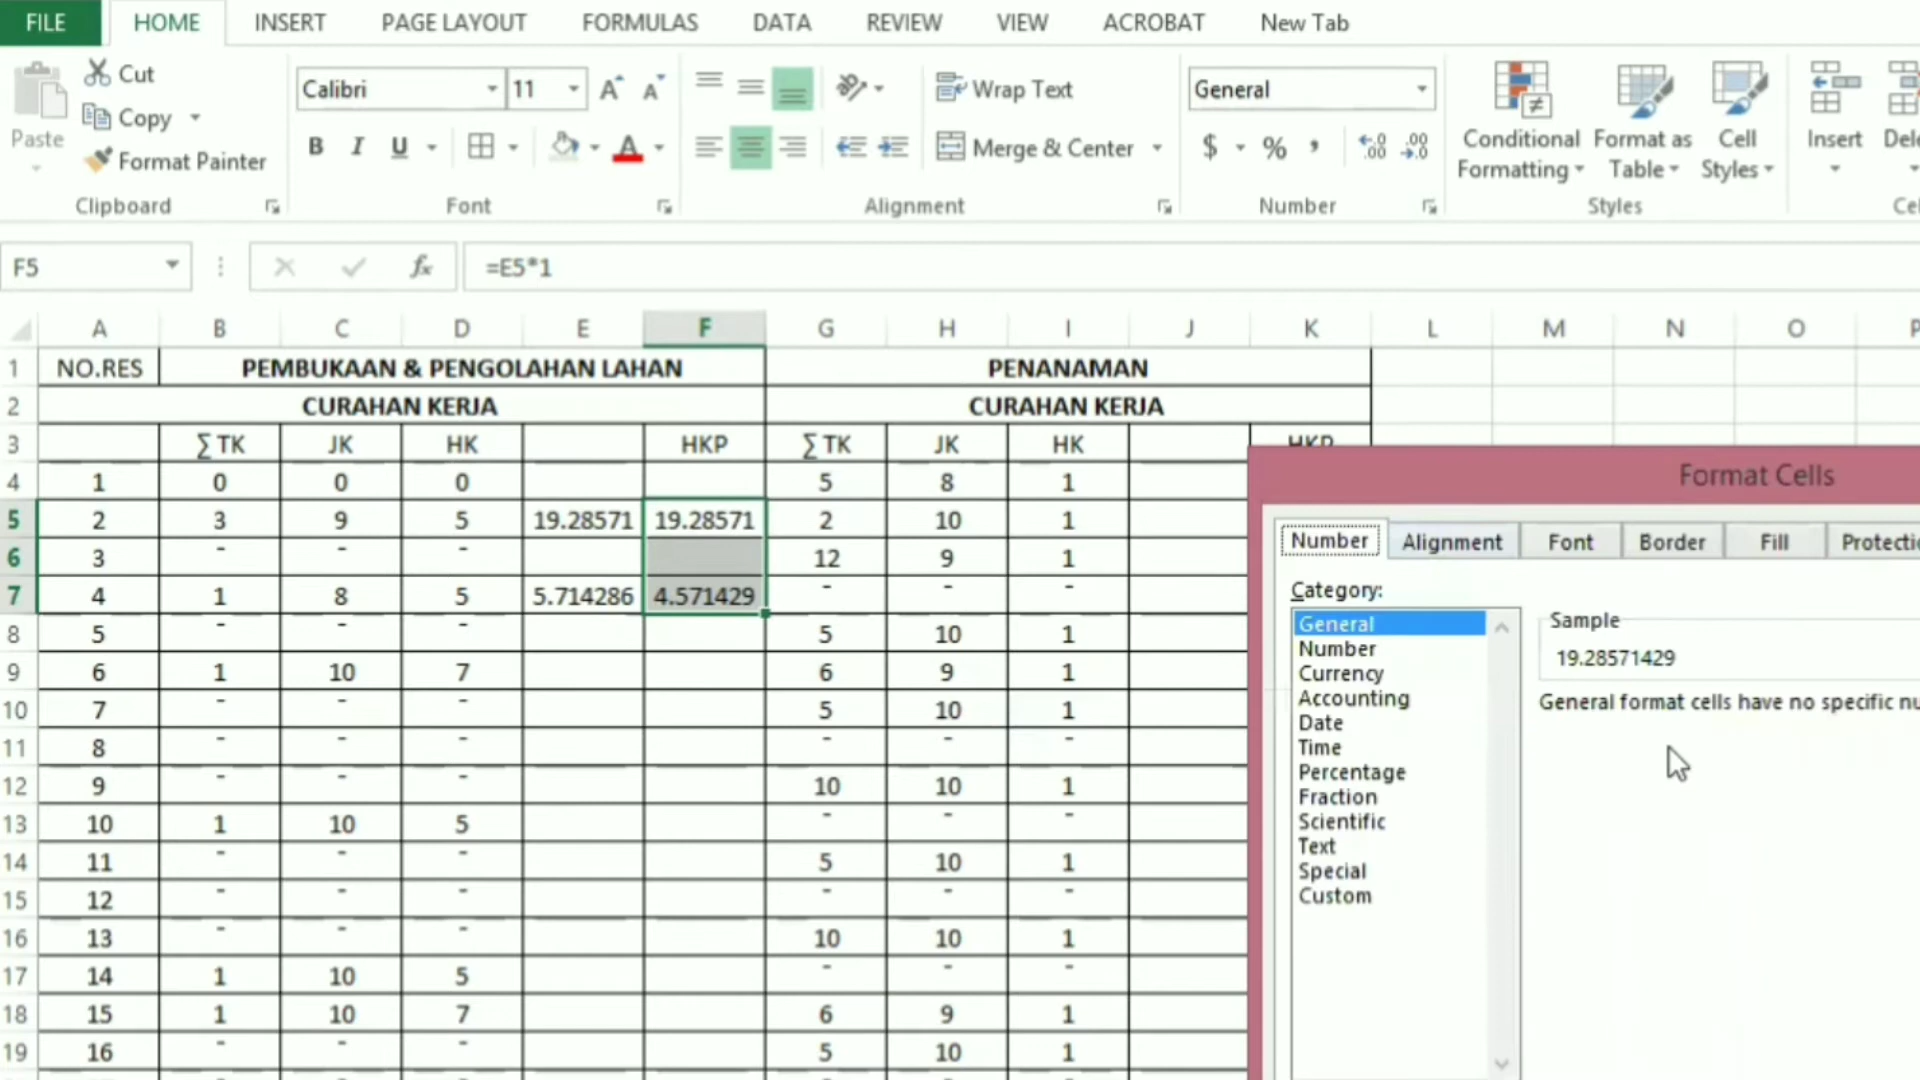 FILE HOME INSERT PAGE LAYOUT FORMULAS DATA REVIEW VIEW ACROBAT New Tab
Cut
Copy
Format Painter
Paste
Clipboard
Calibri 11
B I U
Font
Wrap Text
Merge & Center
Alignment
General
$ % ,
Number
Conditional Formatting
Format as Table
Cell Styles
Styles
Insert
F5 fx =E5*1
A B C D E F G H I J K L M N O
1 NO.RES PEMBUKAAN & PENGOLAHAN LAHAN PENANAMAN
2 CURAHAN KERJA CURAHAN KERJA
3 ∑ TK JK HK HKP ∑ TK JK HK HKP
4 1 0 0 0 5 8 1
5 2 3 9 5 19.28571 19.28571 2 10 1
6 3 - - - 12 9 1
7 4 1 8 5 5.714286 4.571429 - - -
8 5 - - - 5 10 1
9 6 1 10 7 6 9 1
10 7 - - - 5 10 1
11 8 - - - - - -
12 9 - - - 10 10 1
13 10 1 10 5 - - -
14 11 - - - 5 10 1
15 12 - - - - - -
16 13 - - - 10 10 1
17 14 1 10 5 - - -
18 15 1 10 7 6 9 1
19 16 - - - 5 10 1
Format Cells
Number Alignment Font Border Fill
Category:
General
Number
Currency
Accounting
Date
Time
Percentage
Fraction
Scientific
Text
Special
Custom
Sample
19.28571429
General format cells have no specific